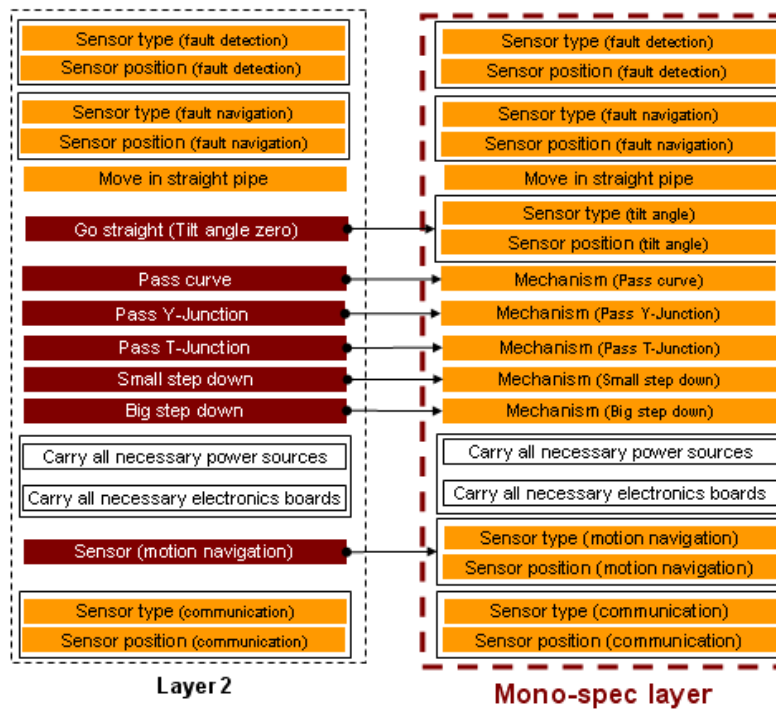 Sensor type (fault detection)
Sensor position (fault detection)
Sensor type (fault navigation)
Sensor position (fault navigation)
Move in straight pipe
Go straight (Tilt angle zero)
Pass curve
Pass Y-Junction
Pass T-Junction
Small step down
Big step down
Carry all necessary power sources
Carry all necessary electronics boards
Sensor (motion navigation)
Sensor type (communication)
Sensor position (communication)
Layer 2
Sensor type (fault detection)
Sensor position (fault detection)
Sensor type (fault navigation)
Sensor position (fault navigation)
Move in straight pipe
Sensor type (tilt angle)
Sensor position (tilt angle)
Mechanism (Pass curve)
Mechanism (Pass Y-Junction)
Mechanism (Pass T-Junction)
Mechanism (Small step down)
Mechanism (Big step down)
Carry all necessary power sources
Carry all necessary electronics boards
Sensor type (motion navigation)
Sensor position (motion navigation)
Sensor type (communication)
Sensor position (communication)
Mono-spec layer